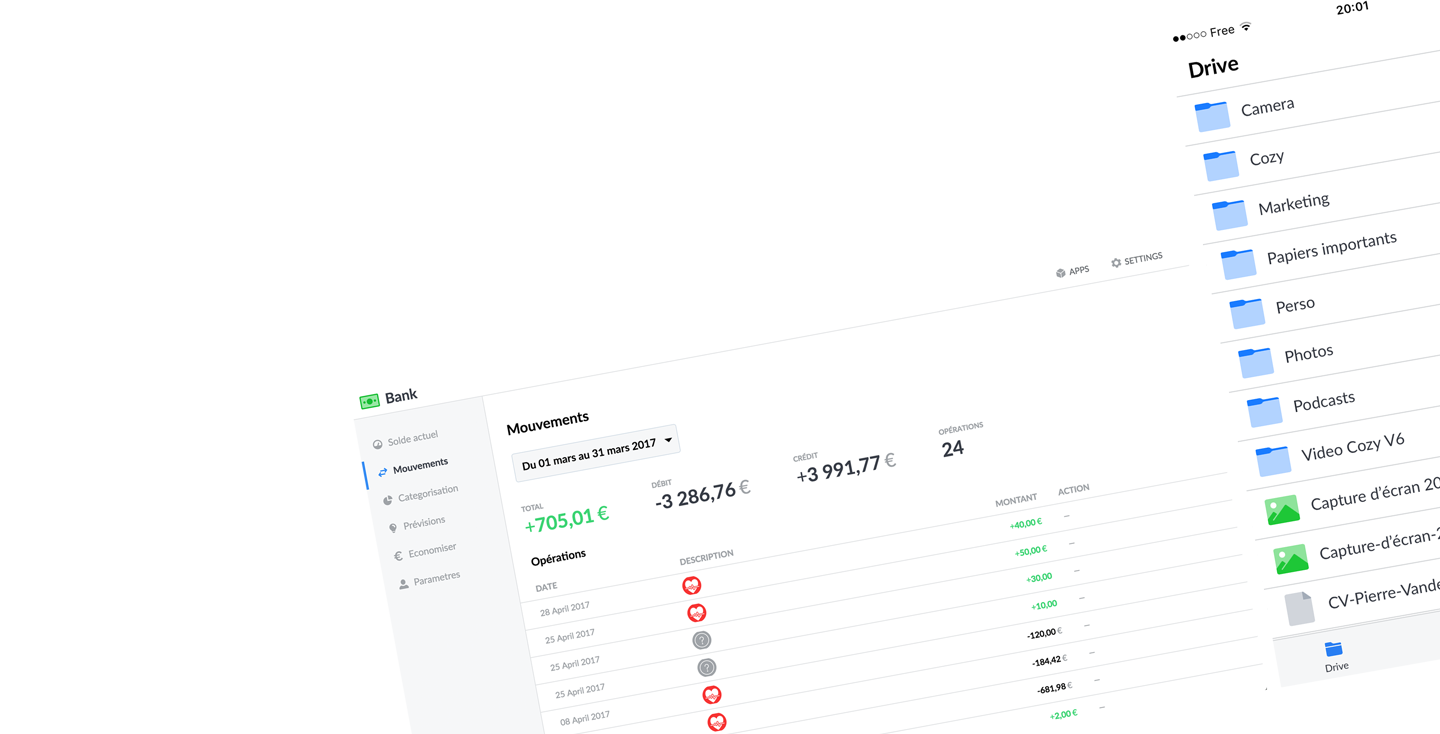 20:01
Free
Drive
Camera
Cozy
Marketing
Papiers importants
Perso
Photos
Podcasts
Video Cozy V6
Capture d’écran 20
Capture-d’écran-2
CV-Pierre-Vande
Drive
APPS SETTINGS
Bank
Solde actuel
Mouvements
Categorisation
Prévisions
Economiser
Parametres
Mouvements
Du 01 mars au 31 mars 2017
TOTAL DÉBIT CRÉDIT OPÉRATIONS
+705,01 € -3 286,76 € +3 991,77 € 24
Opérations
DATE DESCRIPTION MONTANT ACTION
28 April 2017 +40,00 € –
25 April 2017 +50,00 € –
25 April 2017 +30,00 –
25 April 2017 +10,00 –
08 April 2017 -120,00 € –
-184,42 € –
-681,98 € –
+2,00 € –